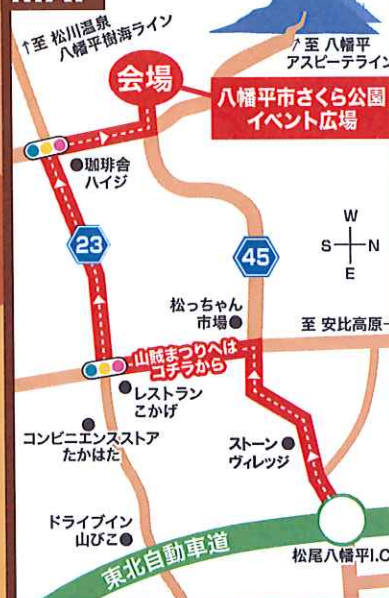 ↑至 松川温泉
八幡平樹海ライン
↗至 八幡平
アスピーテライン
会場
八幡平市さくら公園
イベント広場
●珈琲舎
ハイジ
23
45
W
S N
E
松っちゃん
市場●
至 安比高原→
山賊まつりへは
コチラから
●レストラン
こかげ
コンビニエンスストア
たかはた
ストーン●
ヴィレッジ
ドライブイン
山びこ●
東北自動車道
松尾八幡平I.C